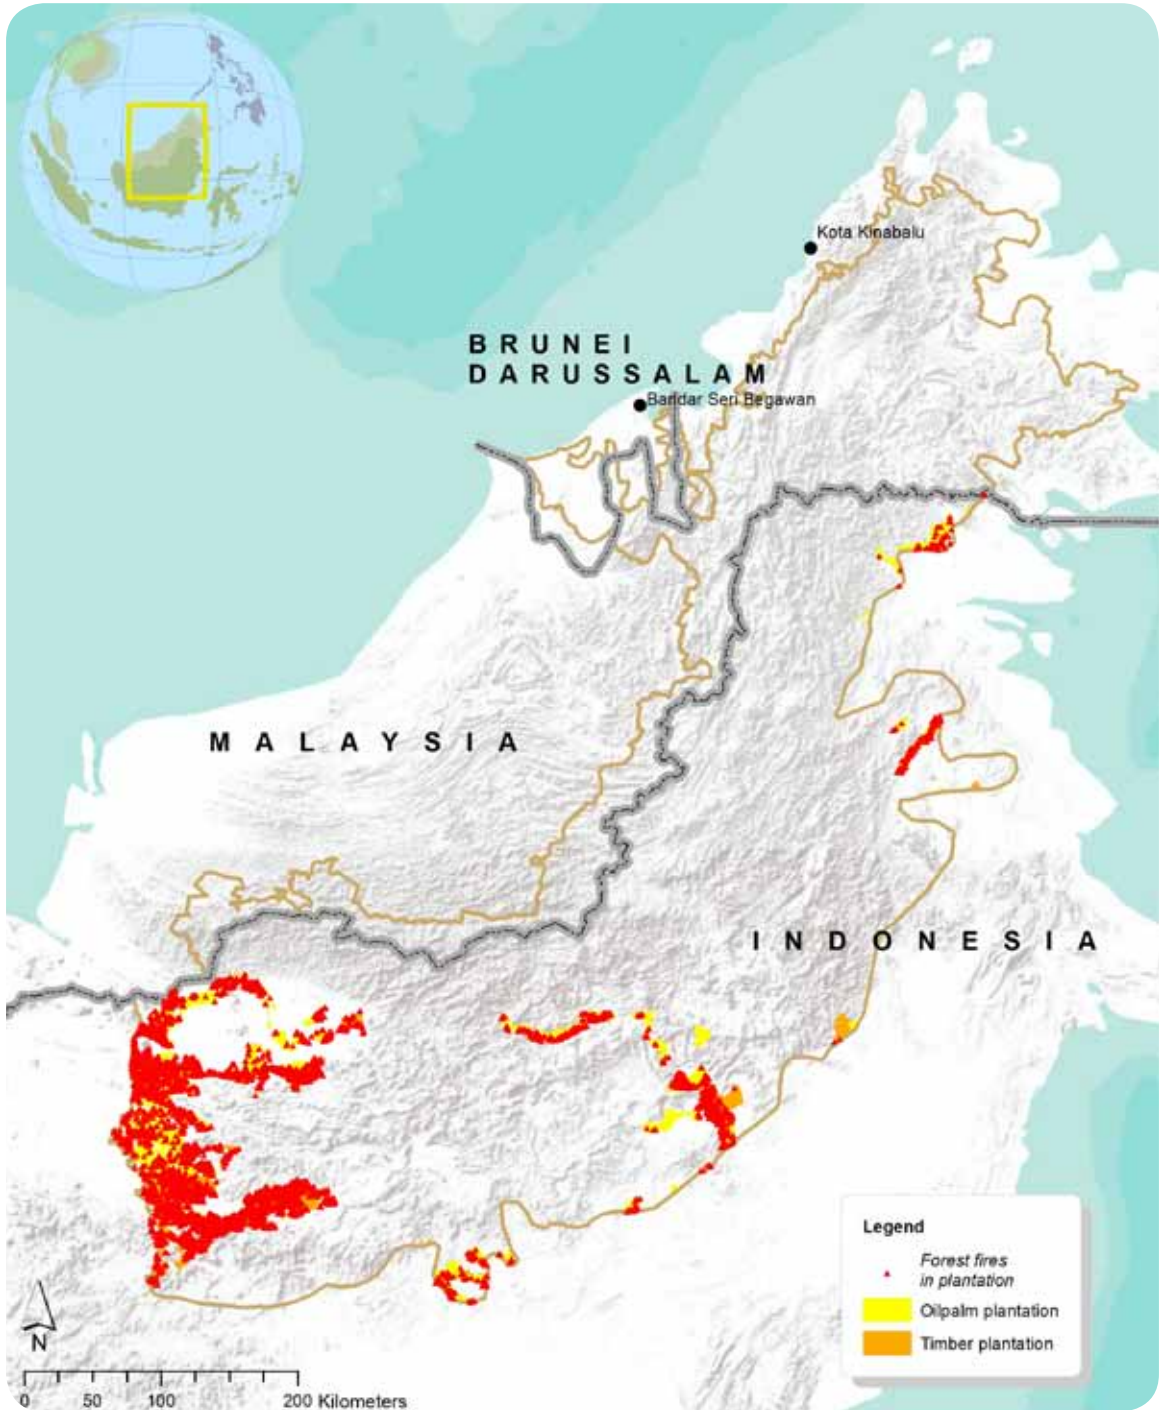 Kota Kinabalu
BRUNEI
DARUSSALAM
Bandar Seri Begawan
MALAYSIA
INDONESIA
Legend
Forest fires
in plantation
Oilpalm plantation
Timber plantation
N
0 50 100 200 Kilometers